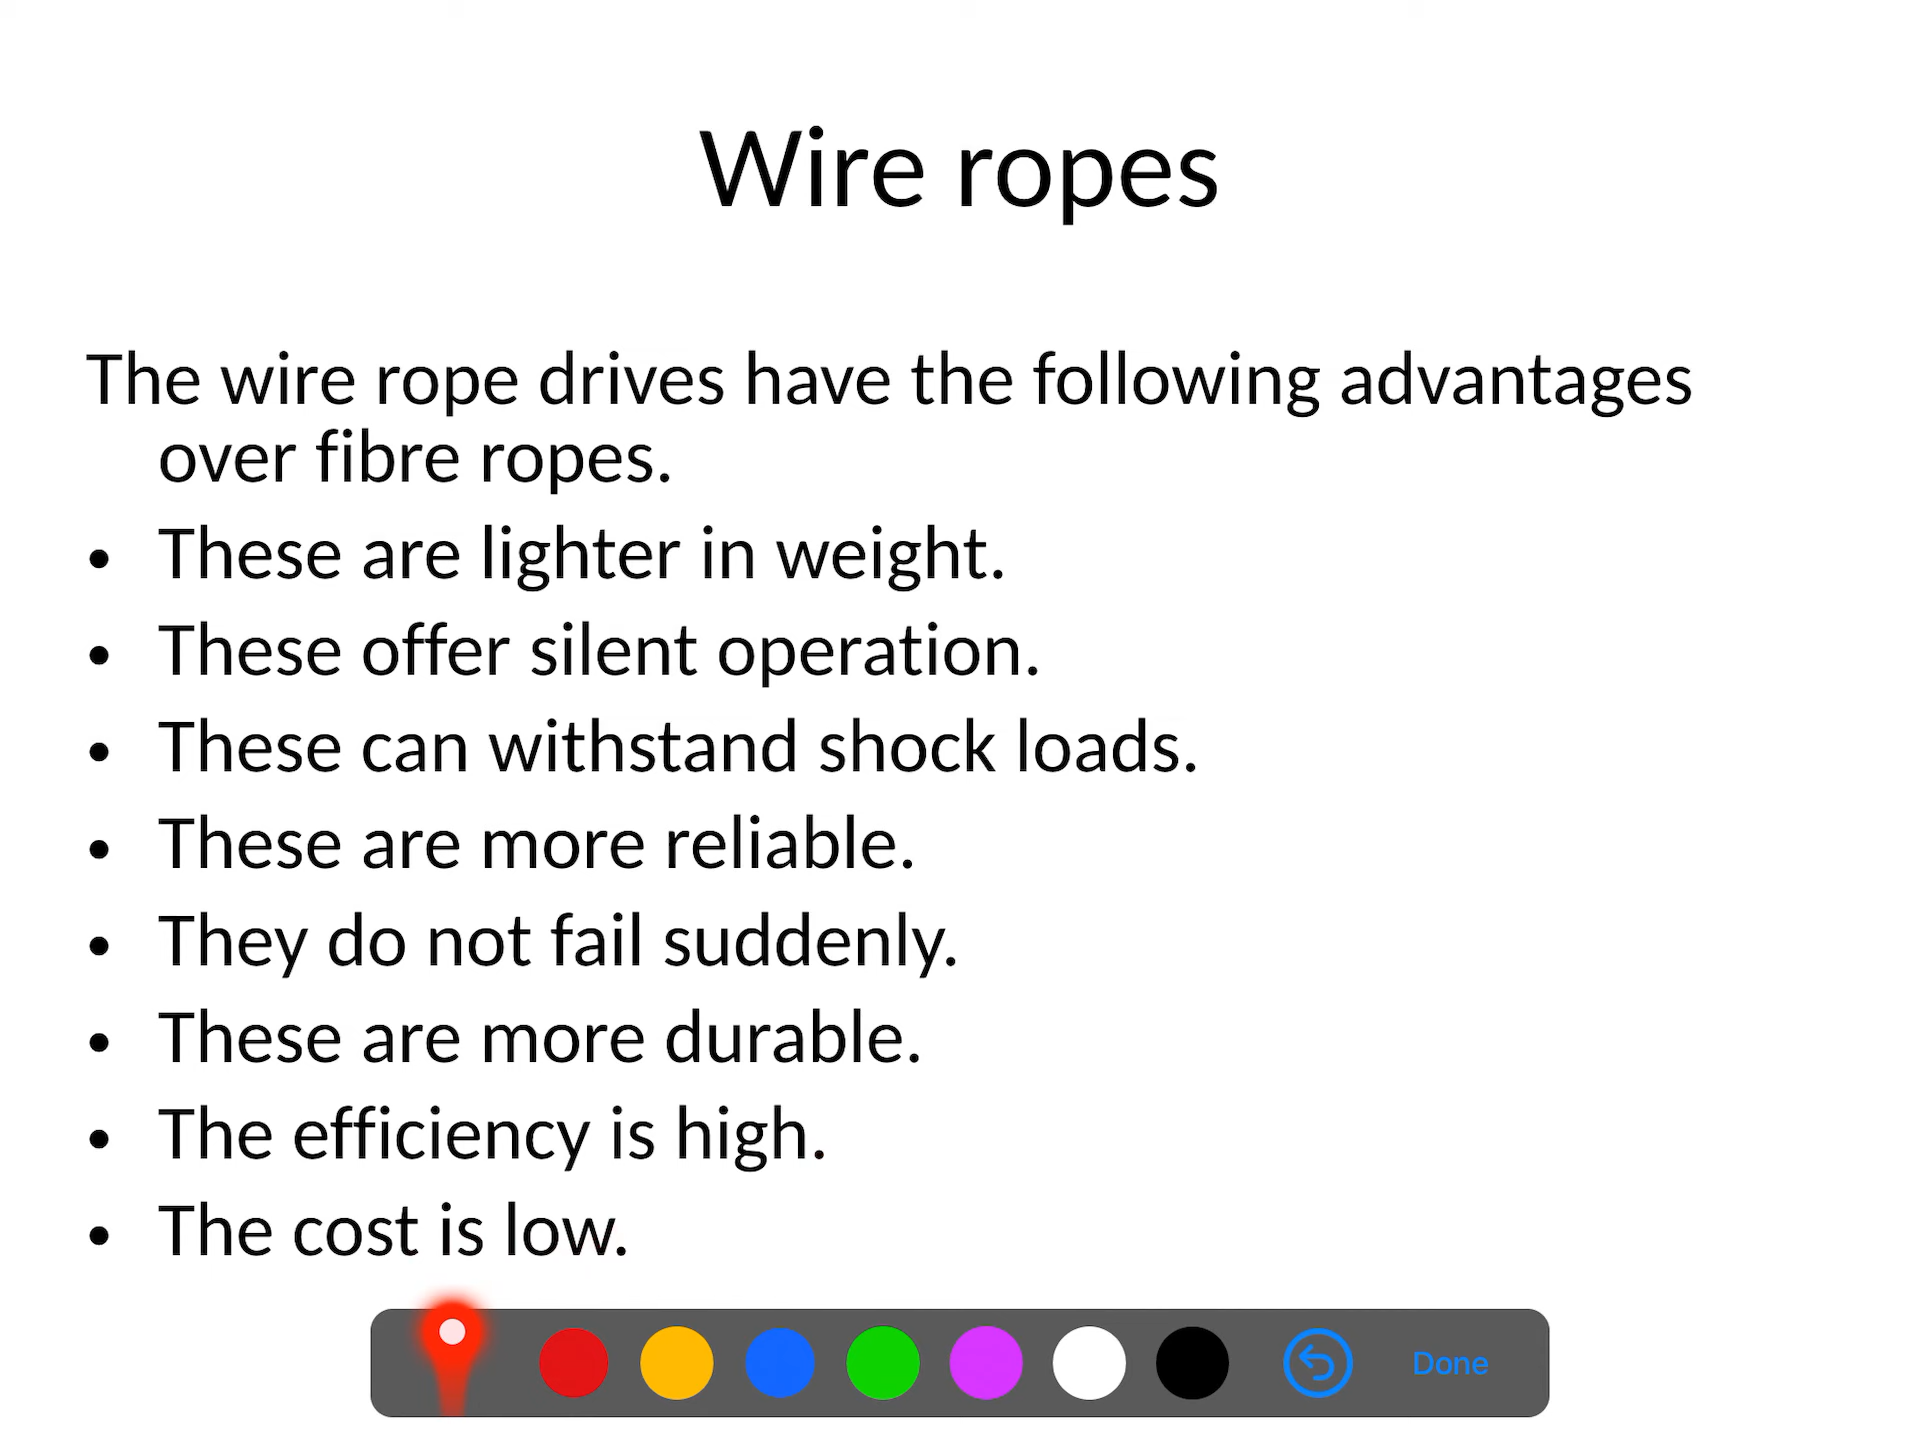 Wire ropes
The wire rope drives have the following advantages
over fibre ropes.
• These are lighter in weight.
• These offer silent operation.
• These can withstand shock loads.
• These are more reliable.
• They do not fail suddenly.
• These are more durable.
• The efficiency is high.
• The cost is low.
Done